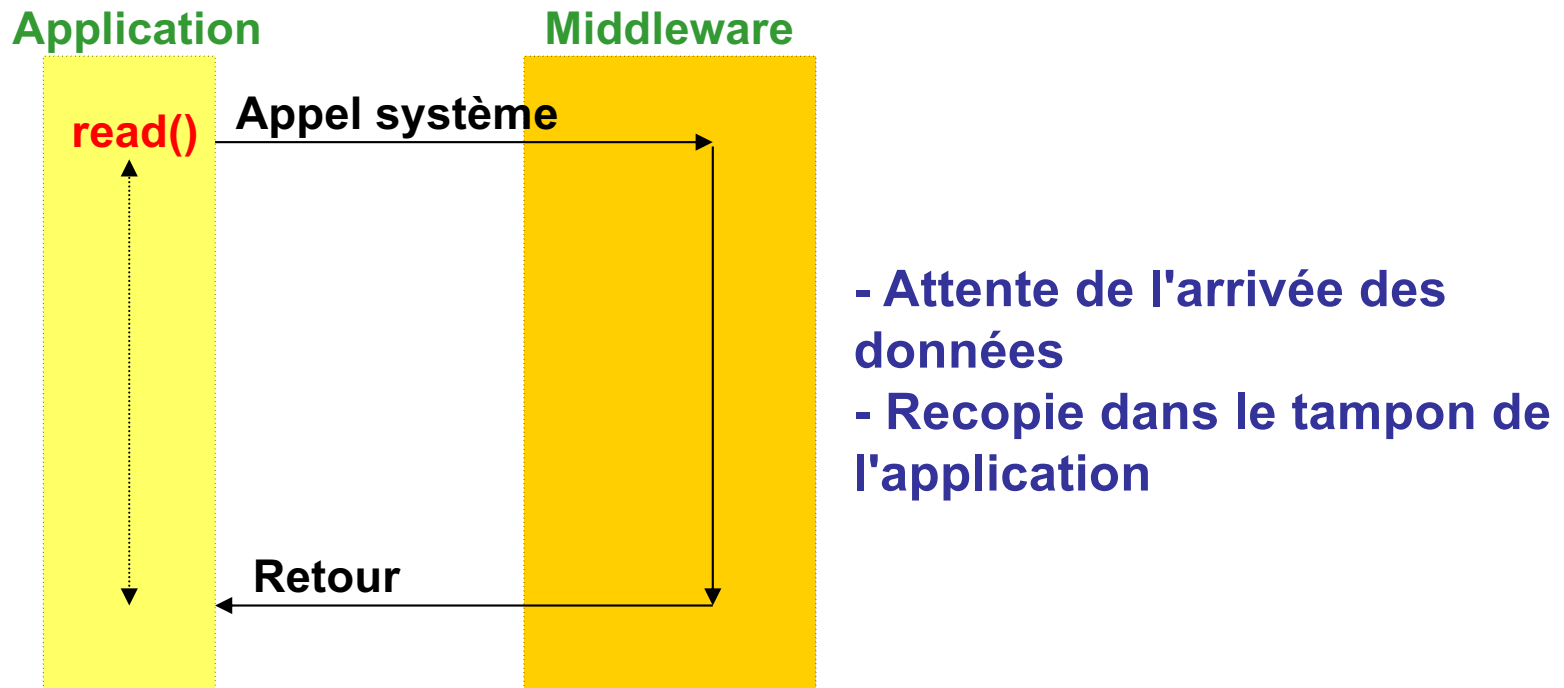 Application
Middleware
read()
Appel système
- Attente de l'arrivée des
données
- Recopie dans le tampon de
l'application
Retour